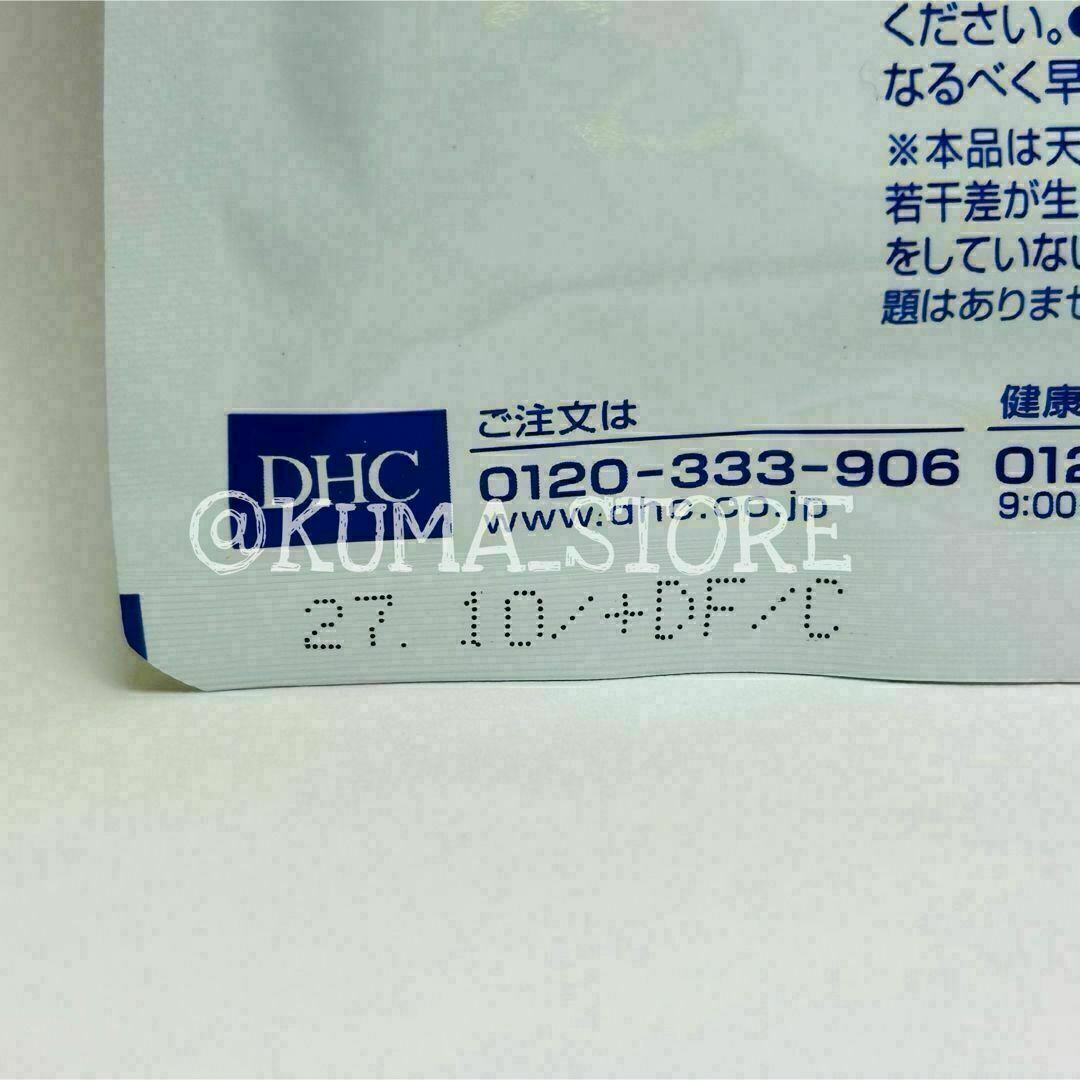 ください。●
なるべく早
※本品は天
若干差が生
をしていない
題はありませ
DHC
ご注文は
0120-333-906
www.dhc.co.jp
健康
012
9:00
@KUMA_STORE
27. 10/+DF/C